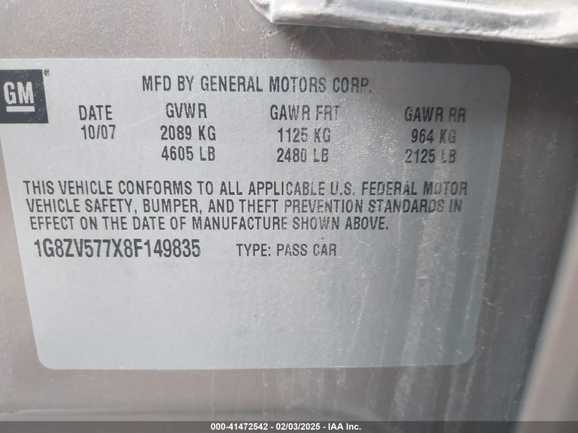 GM
MFD BY GENERAL MOTORS CORP.
DATE GVWR GAWR FRT GAWR RR
10/07 2089 KG 1125 KG 964 KG
4605 LB 2480 LB 2125 LB
THIS VEHICLE CONFORMS TO ALL APPLICABLE U.S. FEDERAL MOTOR
VEHICLE SAFETY, BUMPER, AND THEFT PREVENTION STANDARDS IN
EFFECT ON THE DATE OF MANUFACTURE SHOWN ABOVE.
1G8ZV577X8F149835 TYPE: PASS CAR
000-41472542 - 02/03/2025 - IAA Inc.